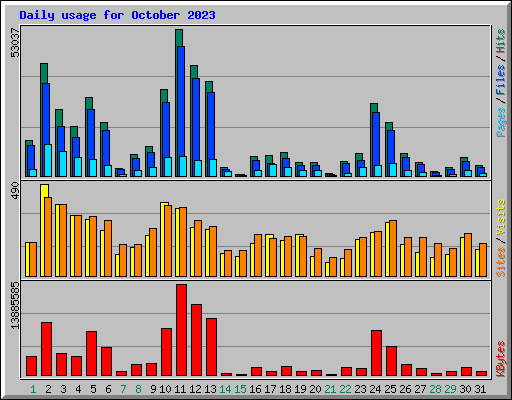 Daily usage for October 2023
53037
Pages / Files / Hits
490
Sites / Visits
13885585
KBytes
1 2 3 4 5 6 7 8 9 10 11 12 13 14 15 16 17 18 19 20 21 22 23 24 25 26 27 28 29 30 31